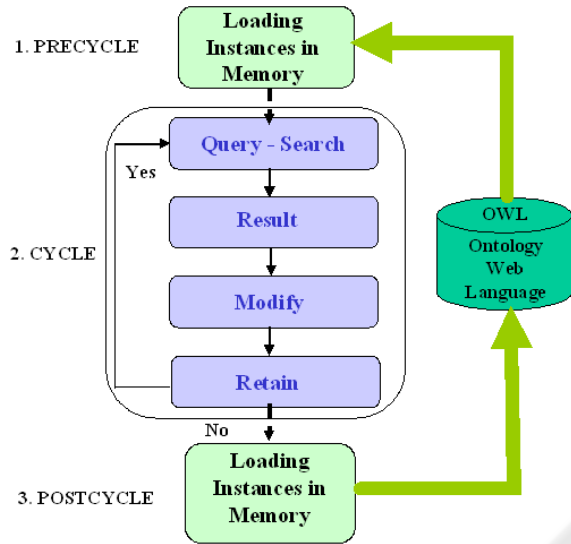 1. PRECYCLE
Loading
Instances in
Memory
Query - Search
Yes
Result
2. CYCLE
Modify
Retain
No
Loading
Instances in
Memory
3. POSTCYCLE
OWL
Ontology
Web
Language